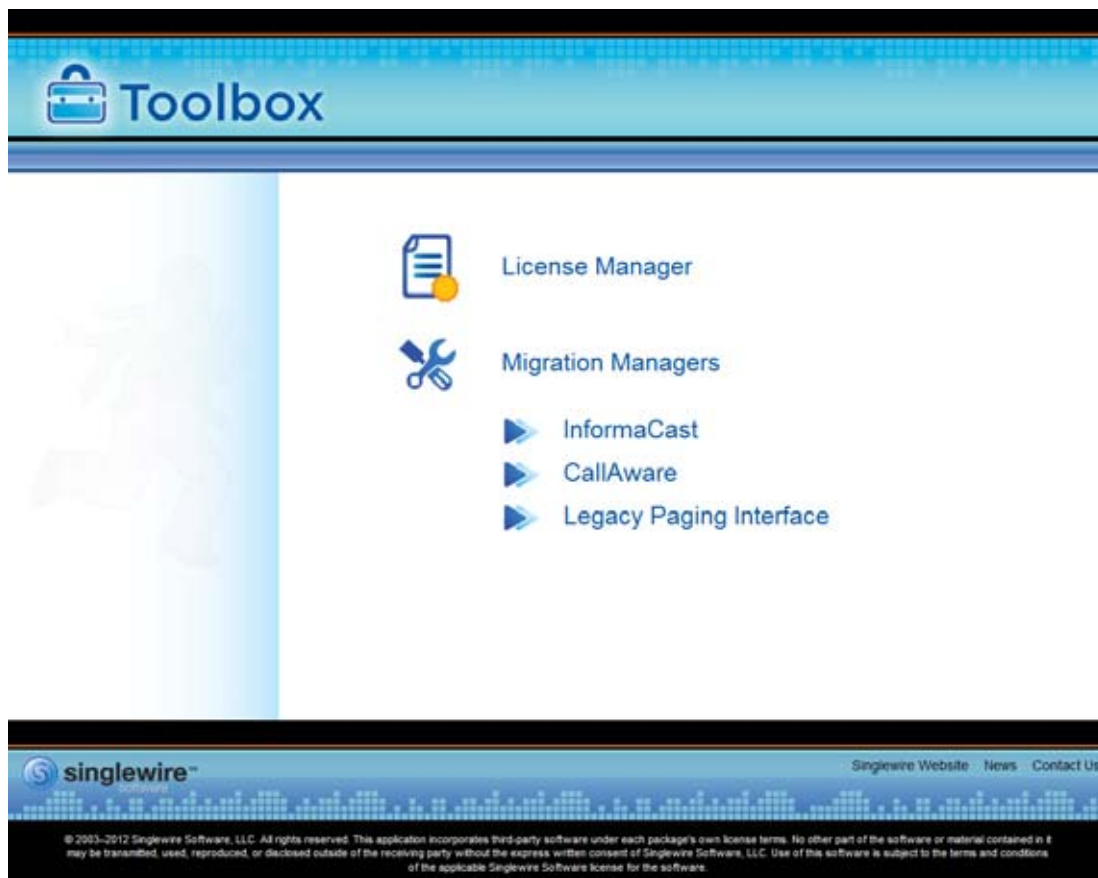 Toolbox
License Manager
Migration Managers
InformaCast
CallAware
Legacy Paging Interface
singlewire™
software
Singlewire Website News Contact Us
© 2003–2012 Singlewire Software, LLC. All rights reserved. This application incorporates third-party software under each package's own license terms. No other part of the software or material contained in it
may be transmitted, used, reproduced, or disclosed outside of the receiving party without the express written consent of Singlewire Software, LLC. Use of this software is subject to the terms and conditions
of the applicable Singlewire Software license for the software.